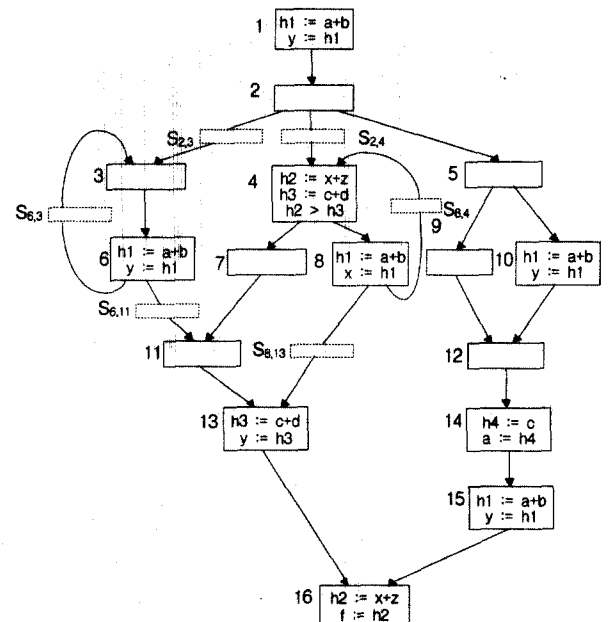 1
h1 := a+b
y := h1
2
S2,3
S2,4
3
4
h2 := x+z
h3 := c+d
h2 > h3
5
S6,3
S8,4
9
6
h1 := a+b
y := h1
7
8
h1 := a+b
x := h1
10
h1 := a+b
y := h1
S6,11
11
S8,13
12
13
h3 := c+d
y := h3
14
h4 := c
a := h4
15
h1 := a+b
y := h1
16
h2 := x+z
f := h2